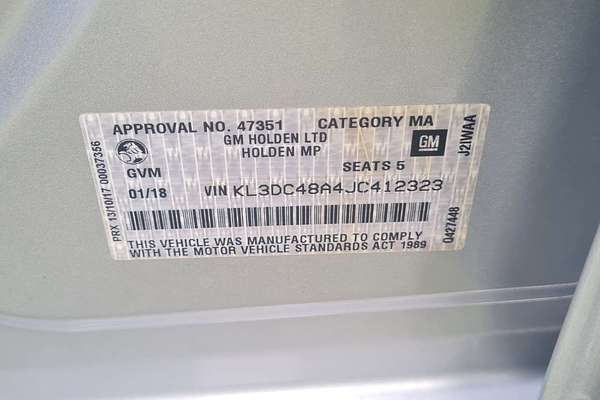 APPROVAL NO. 47351 CATEGORY MA
GM HOLDEN LTD
HOLDEN MP
GM
GVM
SEATS 5
01/18
VIN KL3DC48A4JC412323
THIS VEHICLE WAS MANUFACTURED TO COMPLY
WITH THE MOTOR VEHICLE STANDARDS ACT 1989
PRX 13/10/17 00037356
J2IWAA
Q427448